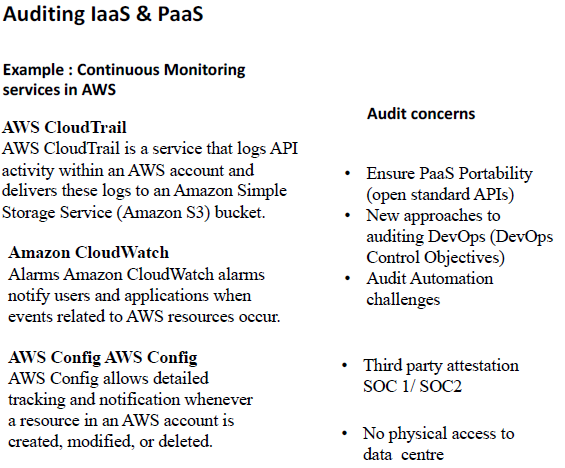 Auditing IaaS & PaaS
Example : Continuous Monitoring
services in AWS
AWS CloudTrail
AWS CloudTrail is a service that logs API
activity within an AWS account and
delivers these logs to an Amazon Simple
Storage Service (Amazon S3) bucket.
Amazon CloudWatch
Alarms Amazon CloudWatch alarms
notify users and applications when
events related to AWS resources occur.
AWS Config AWS Config
AWS Config allows detailed
tracking and notification whenever
a resource in an AWS account is
created, modified, or deleted.
Audit concerns
• Ensure PaaS Portability
(open standard APIs)
• New approaches to
auditing DevOps (DevOps
Control Objectives)
• Audit Automation
challenges
• Third party attestation
SOC 1/ SOC2
• No physical access to
data centre